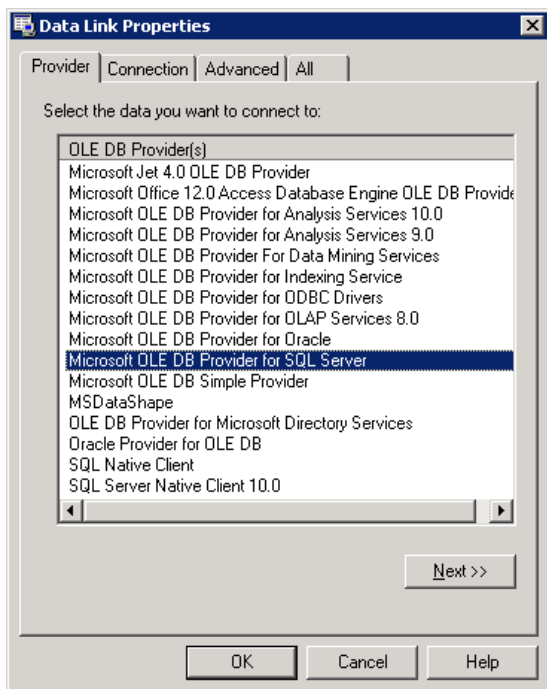 Data Link Properties
Provider Connection Advanced All
Select the data you want to connect to:
OLE DB Provider(s)
Microsoft Jet 4.0 OLE DB Provider
Microsoft Office 12.0 Access Database Engine OLE DB Provide
Microsoft OLE DB Provider for Analysis Services 10.0
Microsoft OLE DB Provider for Analysis Services 9.0
Microsoft OLE DB Provider For Data Mining Services
Microsoft OLE DB Provider for Indexing Service
Microsoft OLE DB Provider for ODBC Drivers
Microsoft OLE DB Provider for OLAP Services 8.0
Microsoft OLE DB Provider for Oracle
Microsoft OLE DB Provider for SQL Server
Microsoft OLE DB Simple Provider
MSDataShape
OLE DB Provider for Microsoft Directory Services
Oracle Provider for OLE DB
SQL Native Client
SQL Server Native Client 10.0
Next >>
OK Cancel Help